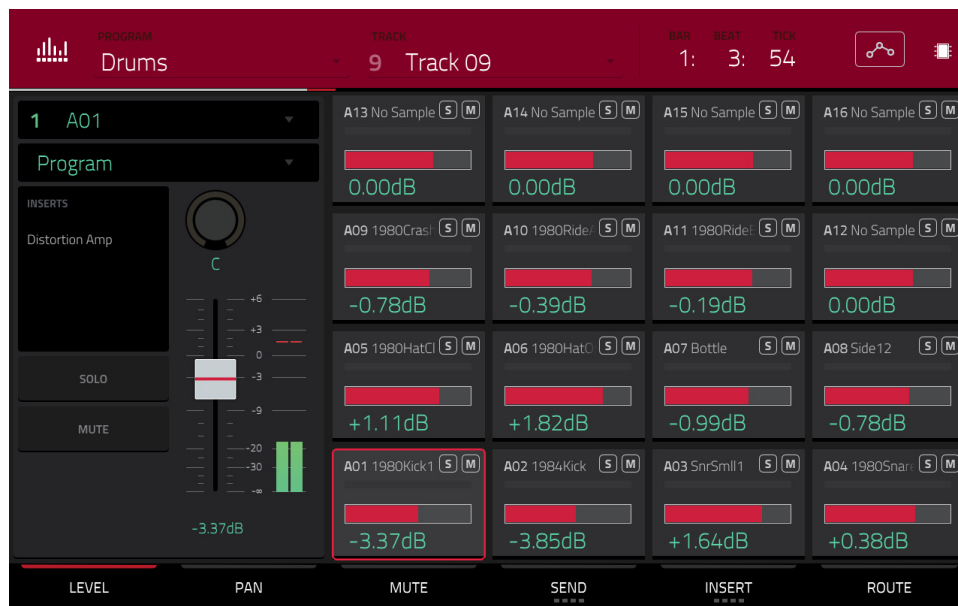 PROGRAM
Drums
TRACK
9 Track 09
BAR BEAT TICK
1: 3: 54
1 A01
Program
INSERTS
Distortion Amp
C
+6
+3
0
-3
-9
-20
-30
-∞
-3.37dB
SOLO
MUTE
A13 No Sample S M
0.00dB
A14 No Sample S M
0.00dB
A15 No Sample S M
0.00dB
A16 No Sample S M
0.00dB
A09 1980Crash S M
-0.78dB
A10 1980Ride S M
-0.39dB
A11 1980Ride S M
-0.19dB
A12 No Sample S M
0.00dB
A05 1980HatCl S M
+1.11dB
A06 1980HatO S M
+1.82dB
A07 Bottle S M
-0.99dB
A08 Side12 S M
-0.78dB
A01 1980Kick1 S M
-3.37dB
A02 1984Kick S M
-3.85dB
A03 SnrSmll1 S M
+1.64dB
A04 1980Snar S M
+0.38dB
LEVEL PAN MUTE SEND INSERT ROUTE